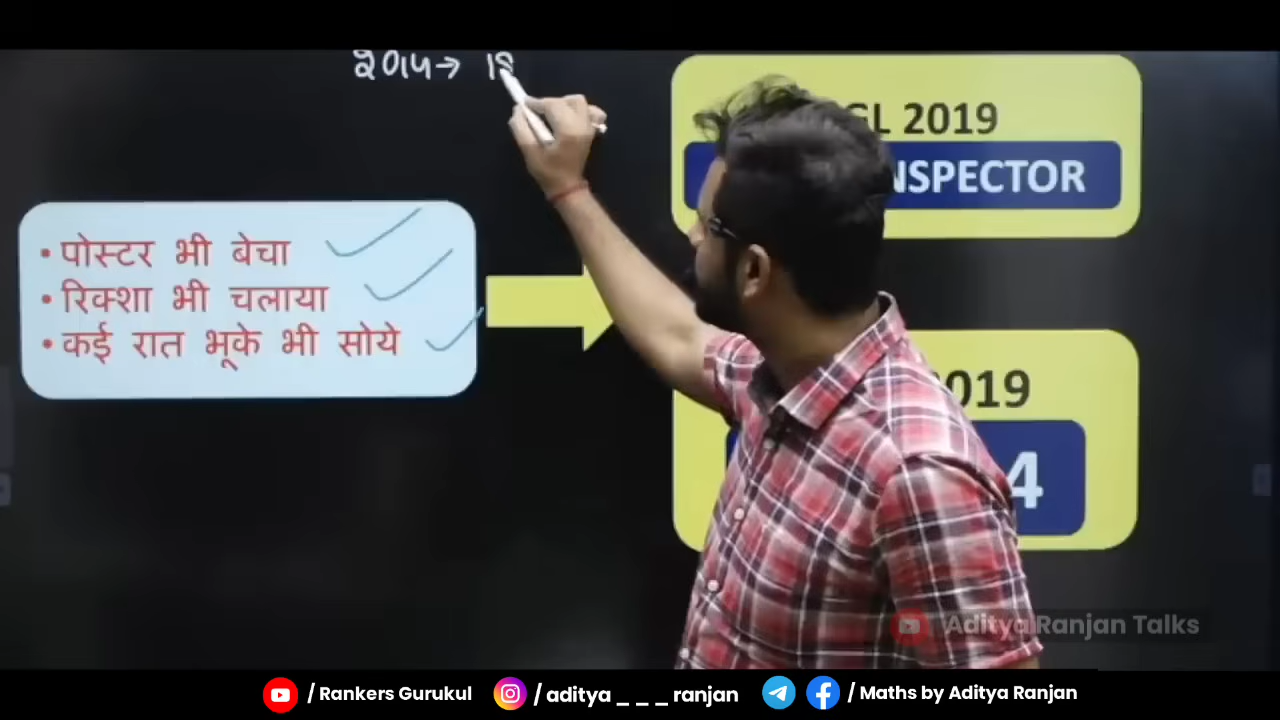 2014→ 18
GL 2019
NSPECTOR
• पोस्टर भी बेचा
• रिक्शा भी चलाया
• कई रात भूके भी सोये
019
4
Aditya Ranjan Talks
/ Rankers Gurukul
/ aditya _ _ _ ranjan
/ Maths by Aditya Ranjan